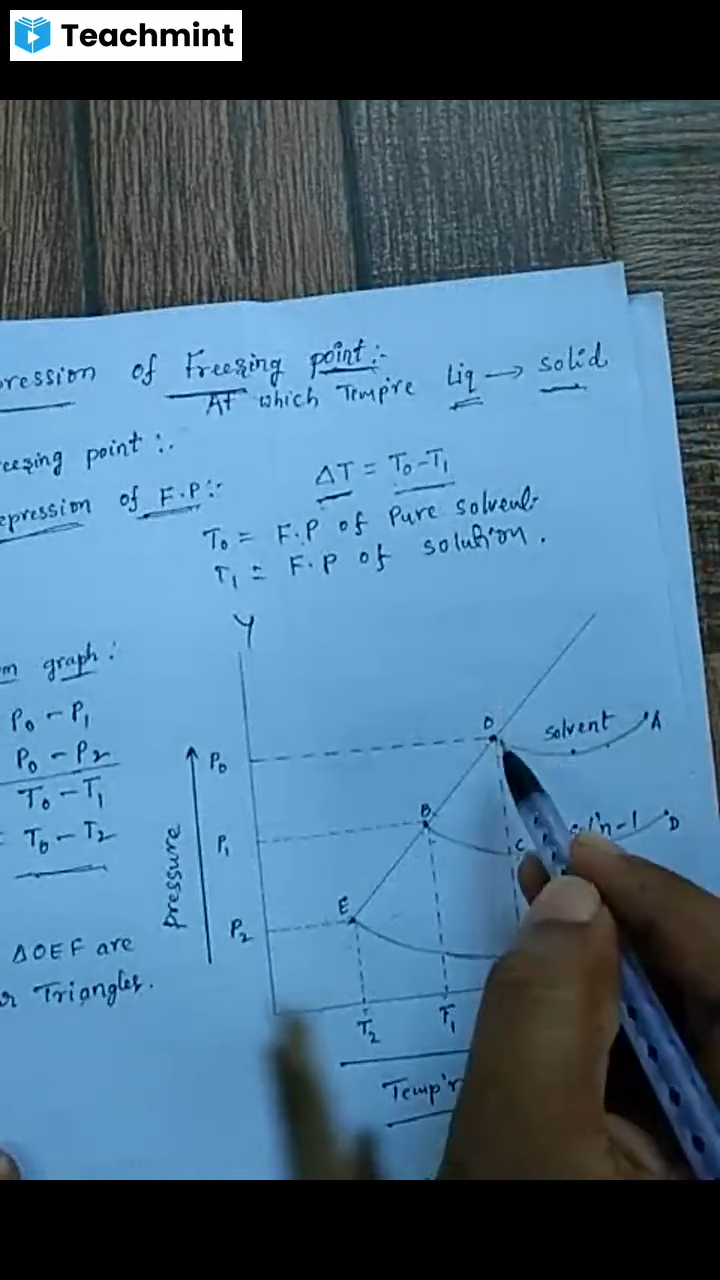 Teachmint
ression of Freezing point :-
At which Temp're Liq → solid
eezing point :.
epression of F.P :-
ΔT = T₀-T₁
T₀ = F.P of Pure solvent
T₁ = F.P of solution.
m graph :
P₀ - P₁
P₀ - P₂
T₀ - T₁
= T₀ - T₂
ΔOEF are
r Triangles.
Y
Pressure
P₀
P₁
P₂
O
solvent
A
B
C
D
E
T₂
T₁
Temp'r